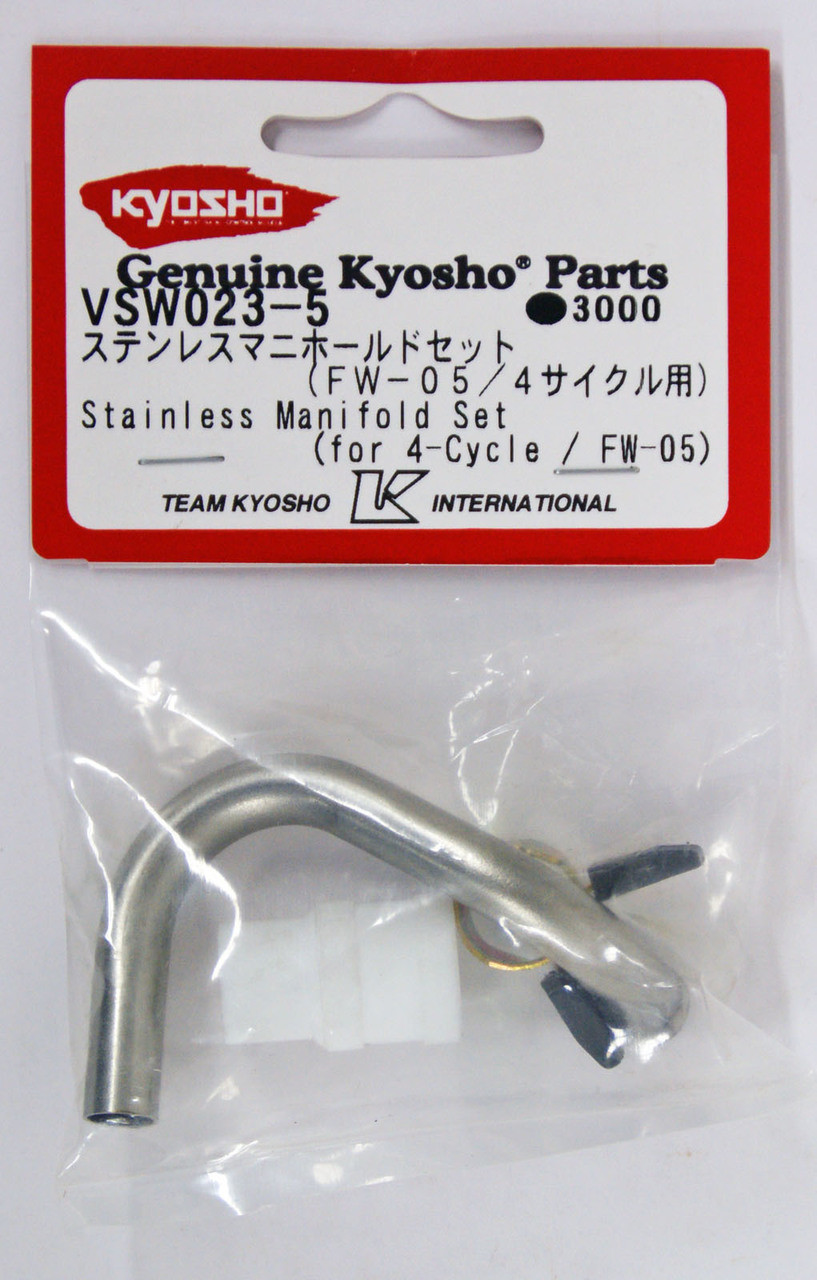 KYOSHO
Genuine Kyosho® Parts
VSW023-5 ●3000
ステンレスマニホールドセット
(FW-05/4サイクル用)
Stainless Manifold Set
(for 4-Cycle / FW-05)
TEAM KYOSHO K INTERNATIONAL